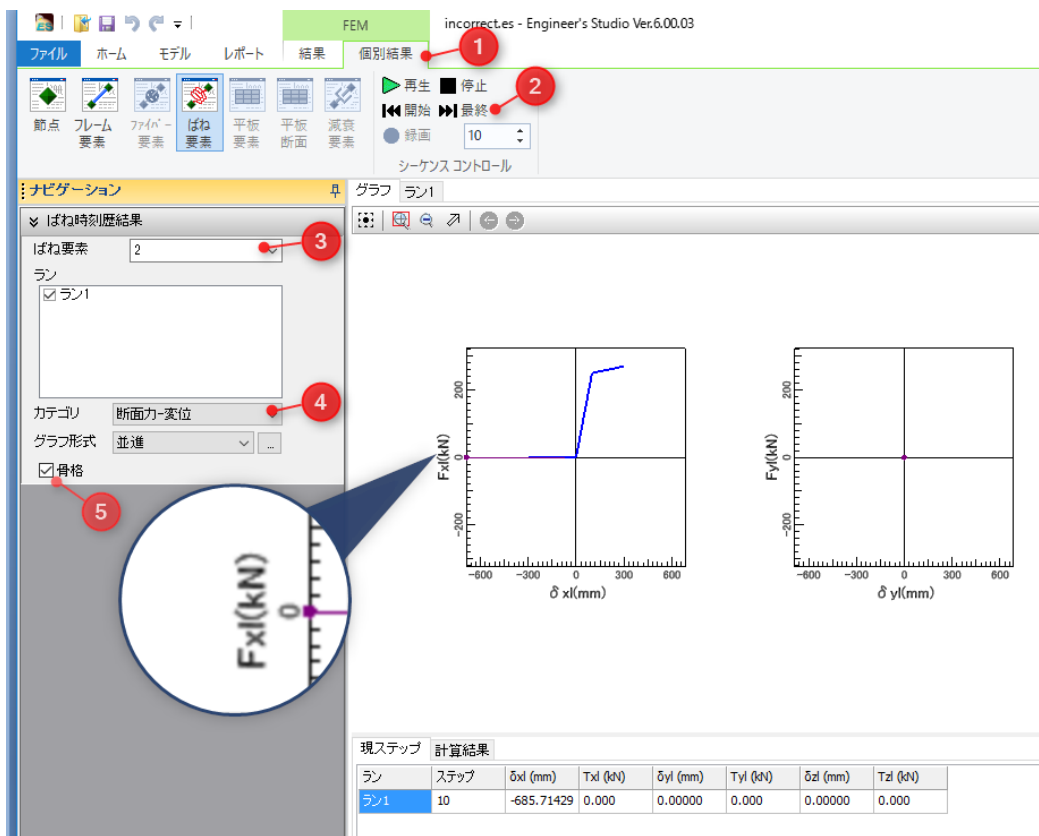 FEM
incorrect.es - Engineer's Studio Ver.6.00.03
ファイル ホーム モデル レポート 結果 個別結果
1
再生 停止
2
開始 最終
録画 10
シーケンス コントロール
節点 フレーム要素 ファイバー要素 ばね要素 平板要素 平板断面 減衰要素
ナビゲーション
ばね時刻歴結果
ばね要素 2
3
ラン
ラン1
カテゴリ 断面力-変位
4
グラフ形式 並進 ...
骨格
5
Fxl(kN)
0
グラフ ラン1
200
0
-200
Fxl(kN)
-600 -300 0 300 600
δ xl(mm)
200
0
-200
Fyl(kN)
-600 -300 0 300 600
δ yl(mm)
現ステップ 計算結果
ラン ステップ δxl (mm) Txl (kN) δyl (mm) Tyl (kN) δzl (mm) Tzl (kN)
ラン1 10 -685.71429 0.000 0.00000 0.000 0.00000 0.000